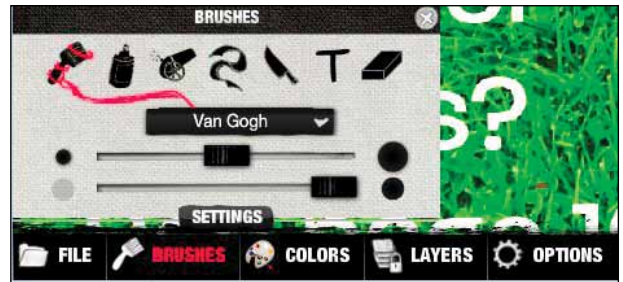 BRUSHES
T
Van Gogh
s?
SETTINGS
FILE
BRUSHES
COLORS
LAYERS
OPTIONS